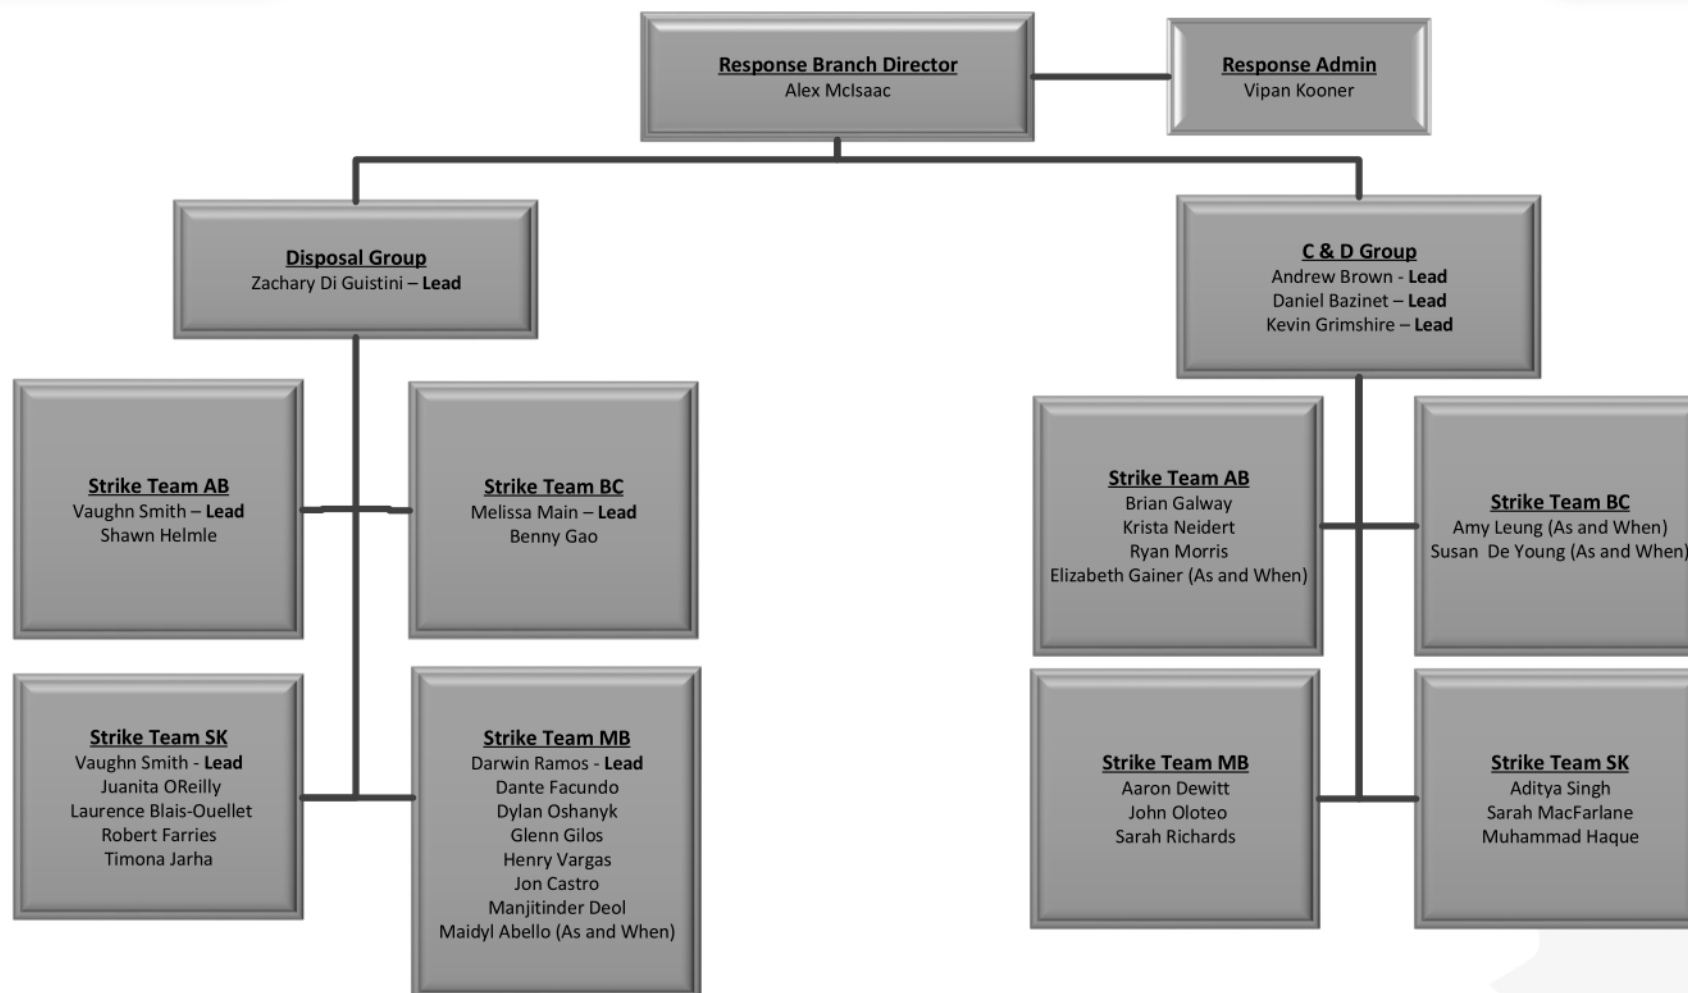 Response Branch Director
Alex McIsaac
Response Admin
Vipan Kooner
Disposal Group
Zachary Di Guistini – Lead
C & D Group
Andrew Brown - Lead
Daniel Bazinet – Lead
Kevin Grimshire – Lead
Strike Team AB
Vaughn Smith – Lead
Shawn Helmle
Strike Team BC
Melissa Main – Lead
Benny Gao
Strike Team AB
Brian Galway
Krista Neidert
Ryan Morris
Elizabeth Gainer (As and When)
Strike Team BC
Amy Leung (As and When)
Susan  De Young (As and When)
Strike Team SK
Vaughn Smith - Lead
Juanita OReilly
Laurence Blais-Ouellet
Robert Farries
Timona Jarha
Strike Team MB
Darwin Ramos - Lead
Dante Facundo
Dylan Oshanyk
Glenn Gilos
Henry Vargas
Jon Castro
Manjitinder Deol
Maidyl Abello (As and When)
Strike Team MB
Aaron Dewitt
John Oloteo
Sarah Richards
Strike Team SK
Aditya Singh
Sarah MacFarlane
Muhammad Haque